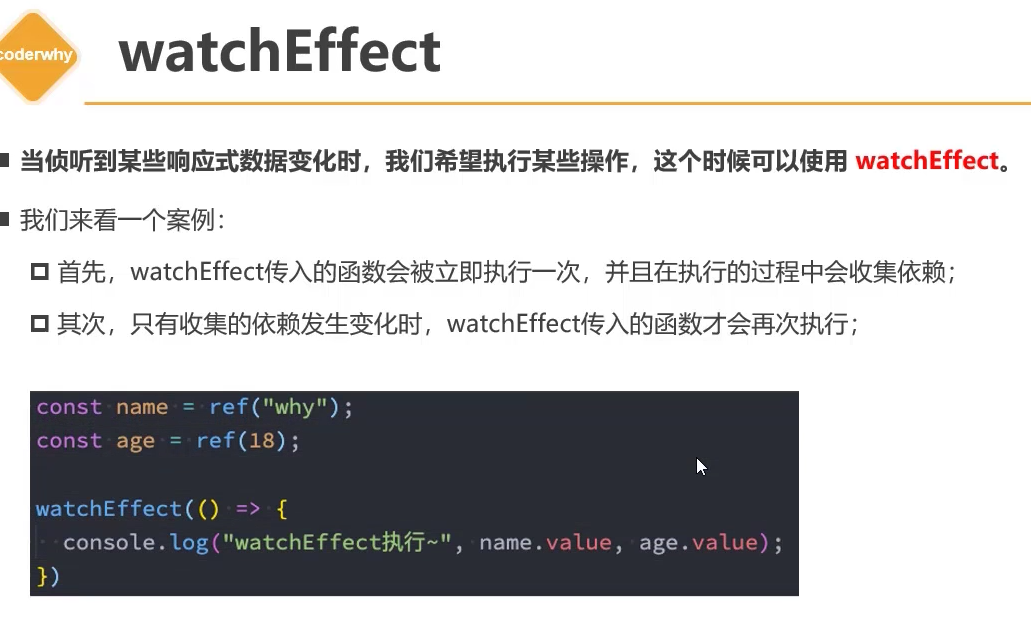 coderwhy
watchEffect
当侦听到某些响应式数据变化时，我们希望执行某些操作，这个时候可以使用 watchEffect。
我们来看一个案例：
首先，watchEffect传入的函数会被立即执行一次，并且在执行的过程中会收集依赖；
其次，只有收集的依赖发生变化时，watchEffect传入的函数才会再次执行；
const name = ref("why");
const age = ref(18);
watchEffect(() => {
  console.log("watchEffect执行~", name.value, age.value);
})